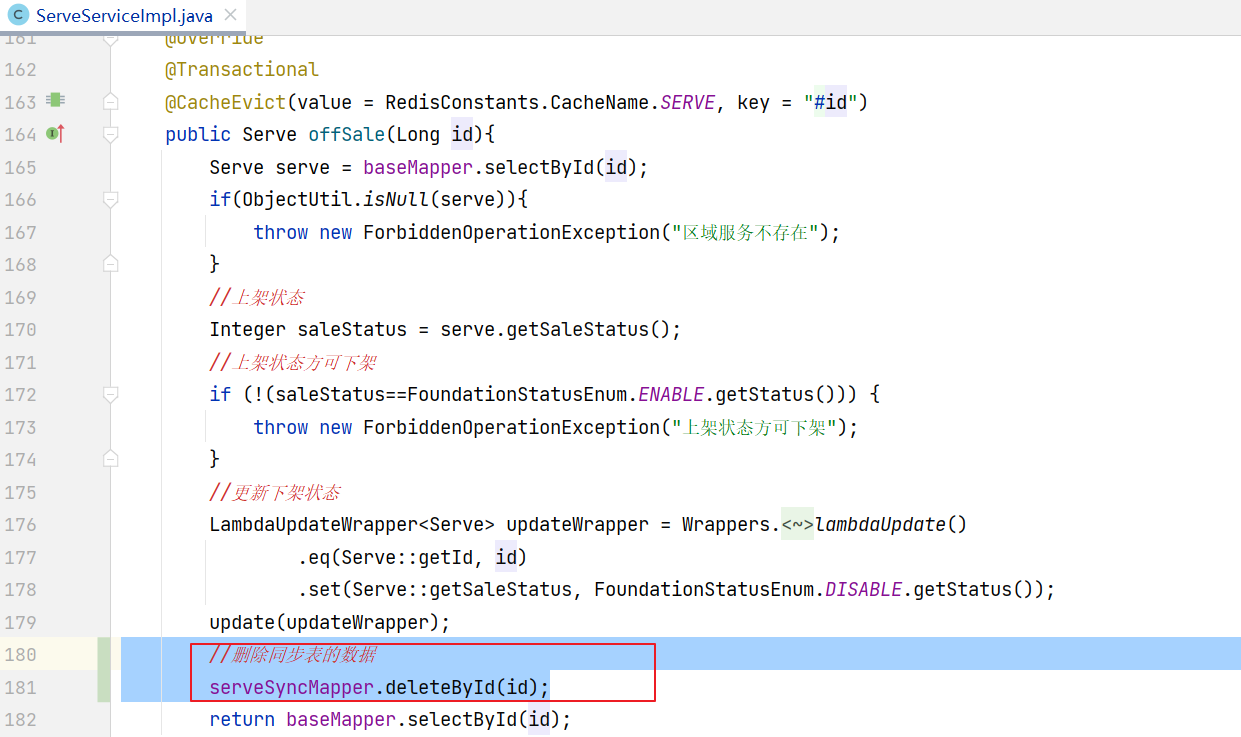 ServeServiceImpl.java
161 @Override
162 @Transactional
163 @CacheEvict(value = RedisConstants.CacheName.SERVE, key = "#id")
164 public Serve offSale(Long id){
165 Serve serve = baseMapper.selectById(id);
166 if(ObjectUtil.isNull(serve)){
167 throw new ForbiddenOperationException("区域服务不存在");
168 }
169 //上架状态
170 Integer saleStatus = serve.getSaleStatus();
171 //上架状态方可下架
172 if (!(saleStatus==FoundationStatusEnum.ENABLE.getStatus())) {
173 throw new ForbiddenOperationException("上架状态方可下架");
174 }
175 //更新下架状态
176 LambdaUpdateWrapper<Serve> updateWrapper = Wrappers.<~>lambdaUpdate()
177 .eq(Serve::getId, id)
178 .set(Serve::getSaleStatus, FoundationStatusEnum.DISABLE.getStatus());
179 update(updateWrapper);
180 //删除同步表的数据
181 serveSyncMapper.deleteById(id);
182 return baseMapper.selectById(id);